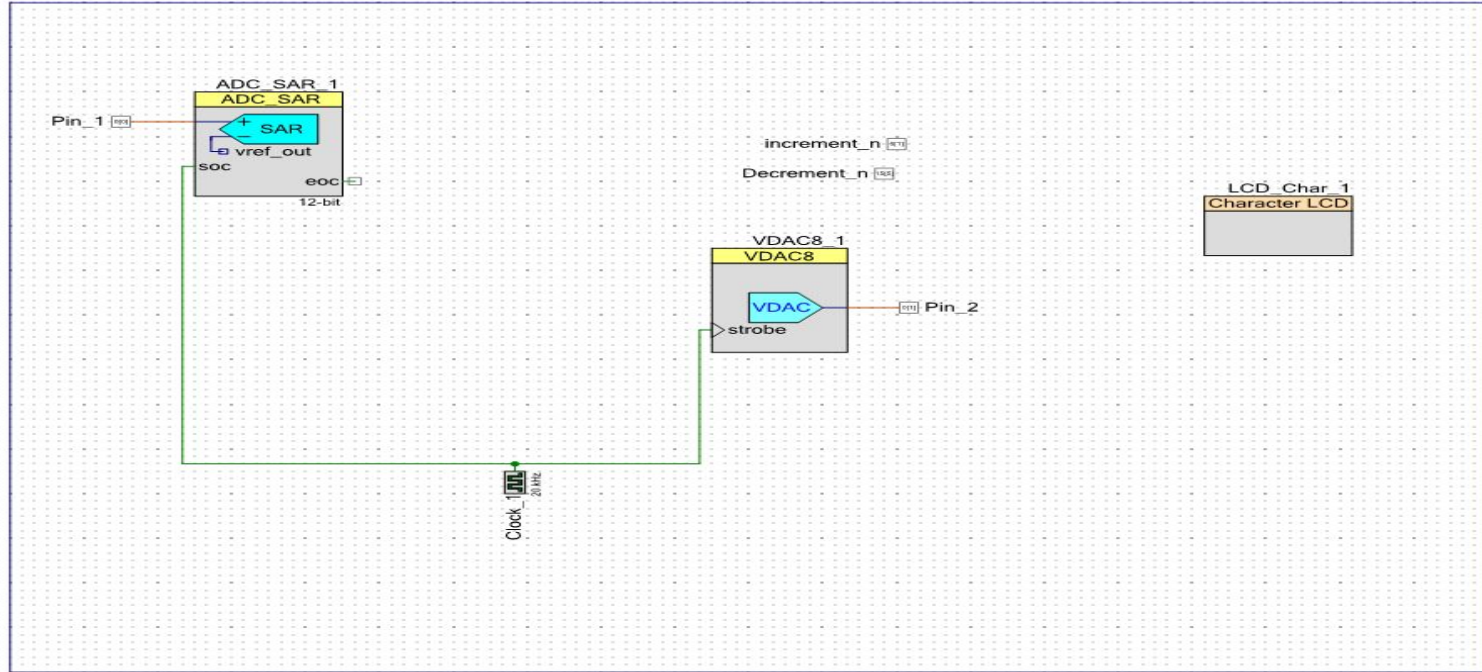 ADC_SAR_1
ADC_SAR
Pin_1
+
SAR
vref_out
soc
eoc
12-bit
increment_n
Decrement_n
LCD_Char_1
Character LCD
VDAC8_1
VDAC8
VDAC
Pin_2
strobe
20 kHz
Clock_1